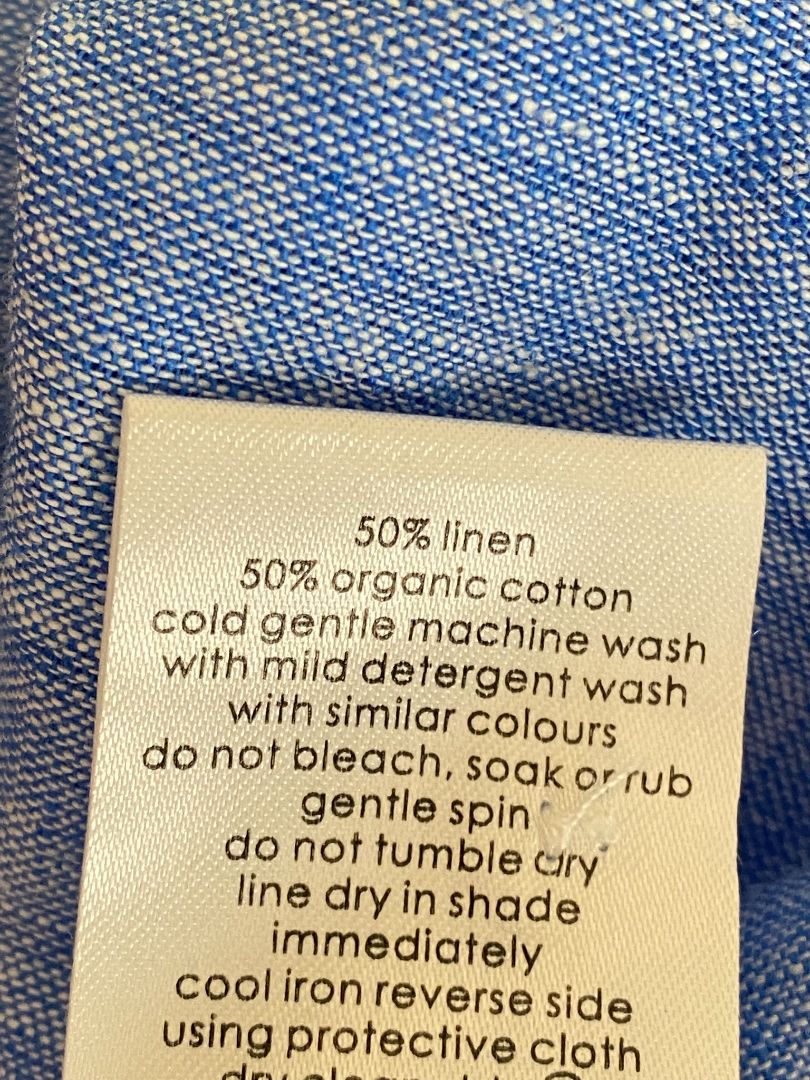 50% linen
50% organic cotton
cold gentle machine wash
with mild detergent wash
with similar colours
do not bleach, soak or rub
gentle spin
do not tumble dry
line dry in shade
immediately
cool iron reverse side
using protective cloth